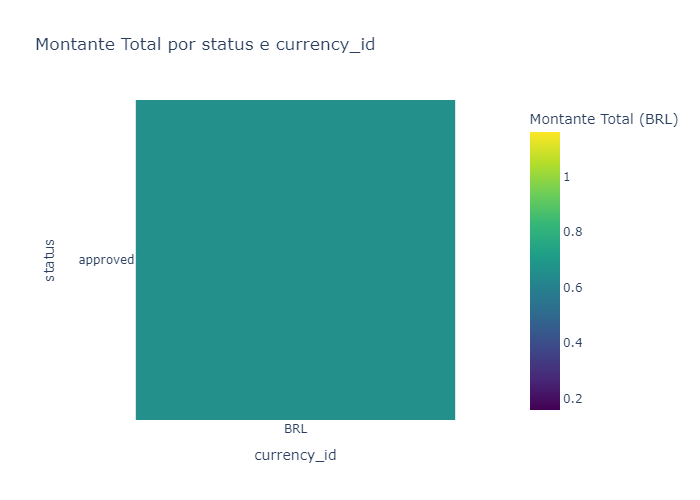 Montante Total por status e currency_id
Montante Total (BRL)
1
0.8
0.6
0.4
0.2
status
approved
BRL
currency_id